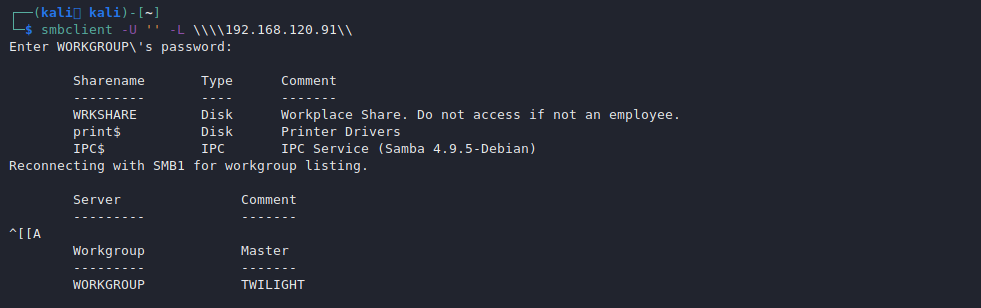 ┌──(kali㉿kali)-[~]
└─$ smbclient -U '' -L \\\\192.168.120.91\\
Enter WORKGROUP\'s password:
Sharename Type Comment
--------- ---- -------
WRKSHARE Disk Workplace Share. Do not access if not an employee.
print$ Disk Printer Drivers
IPC$ IPC IPC Service (Samba 4.9.5-Debian)
Reconnecting with SMB1 for workgroup listing.
Server Comment
--------- -------
^[[A
Workgroup Master
--------- -------
WORKGROUP TWILIGHT